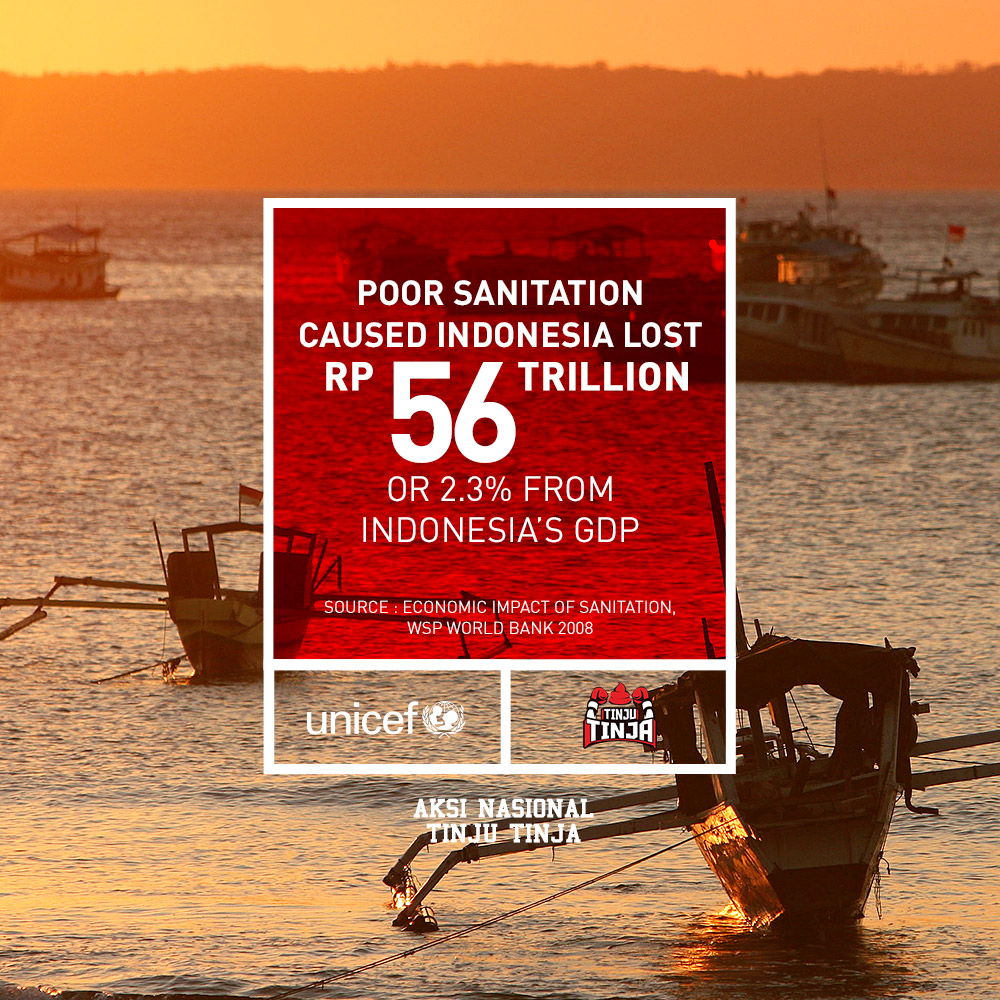 POOR SANITATION
CAUSED INDONESIA LOST
RP 56 TRILLION
OR 2.3% FROM
INDONESIA'S GDP
SOURCE : ECONOMIC IMPACT OF SANITATION,
WSP WORLD BANK 2008
unicef
TINJU
TINJA
AKSI NASIONAL
TINJU TINJA